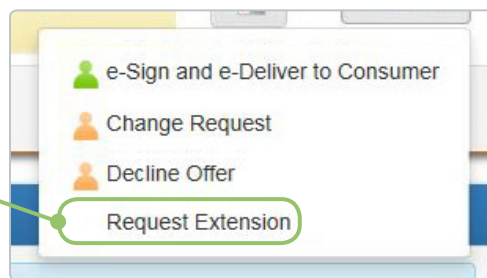 e-Sign and e-Deliver to Consumer
Change Request
Decline Offer
Request Extension